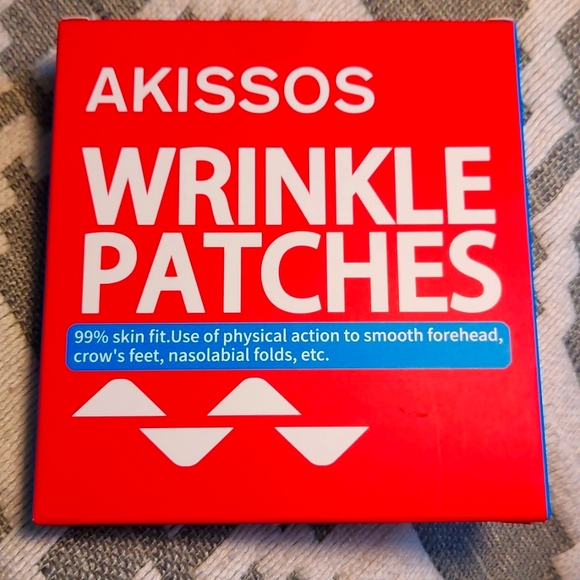 AKISSOS
WRINKLE
PATCHES
99% skin fit.Use of physical action to smooth forehead,
crow's feet, nasolabial folds, etc.